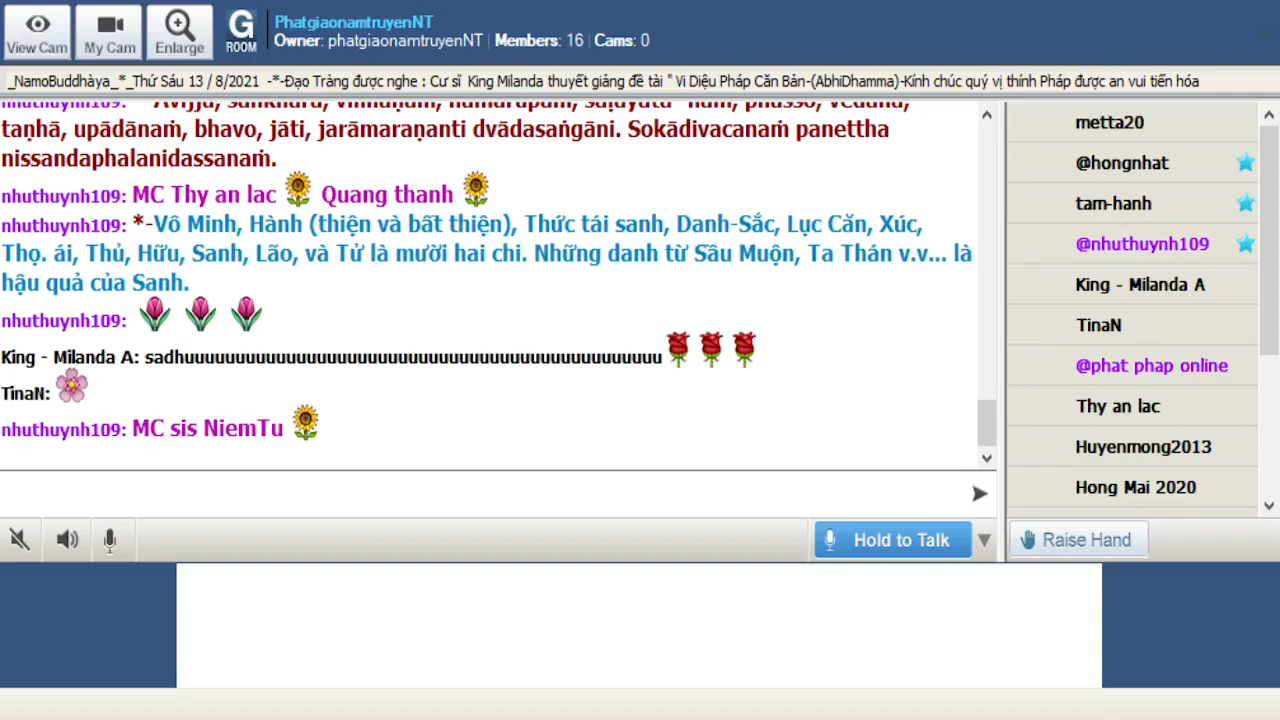 View Cam
My Cam
Enlarge
G
ROOM
PhatgiaonamtruyenNT
Owner: phatgiaonamtruyenNT | Members: 16 | Cams: 0
_NamoBuddhàya_*_Thứ Sáu 13 / 8/2021 -*-Đạo Tràng được nghe : Cư sĩ King Milanda thuyết giảng đề tài " Vi Diệu Pháp Căn Bản-(AbhiDhamma)-Kính chúc quý vị thính Pháp được an vui tiến hóa
taṇhā, upādānaṁ, bhavo, jāti, jarāmaraṇanti dvādasaṅgāni. Sokādivacanaṁ panettha
nissandaphalanidassanaṁ.
nhuthuynh109: MC Thy an lac Quang thanh
nhuthuynh109: *-Vô Minh, Hành (thiện và bất thiện), Thức tái sanh, Danh-Sắc, Lục Căn, Xúc,
Thọ. ái, Thủ, Hữu, Sanh, Lão, và Tử là mười hai chi. Những danh từ Sầu Muộn, Ta Thán v.v... là
hậu quả của Sanh.
nhuthuynh109:
King - Milanda A: sadhuuuuuuuuuuuuuuuuuuuuuuuuuuuuuuuuuuuuuuuuuuuuuuu
TinaN:
nhuthuynh109: MC sis NiemTu
metta20
@hongnhat
tam-hanh
@nhuthuynh109
King - Milanda A
TinaN
@phat phap online
Thy an lac
Huyenmong2013
Hong Mai 2020
Hold to Talk
Raise Hand